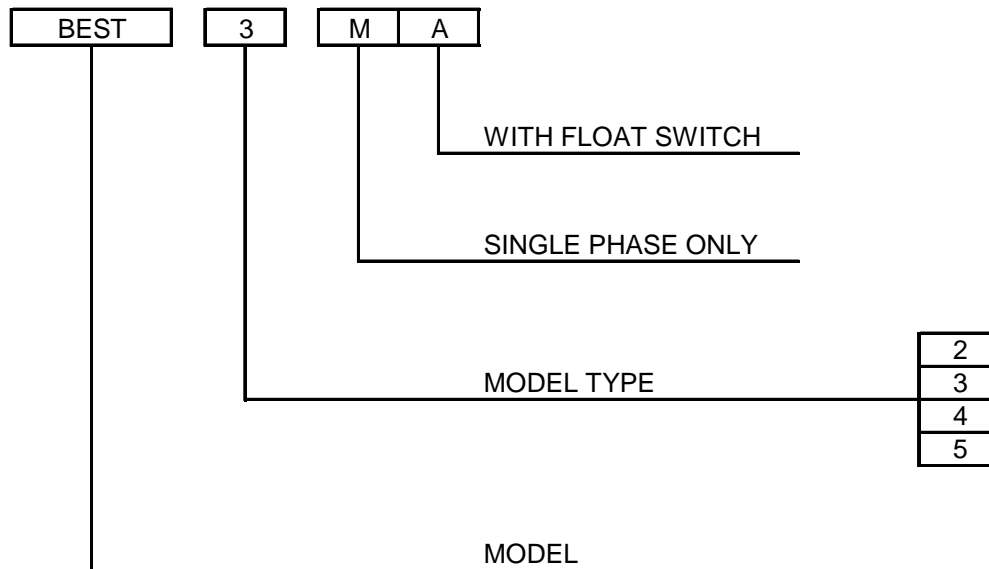 BEST 3 M A
WITH FLOAT SWITCH
SINGLE PHASE ONLY
2
MODEL TYPE 3
4
5
MODEL